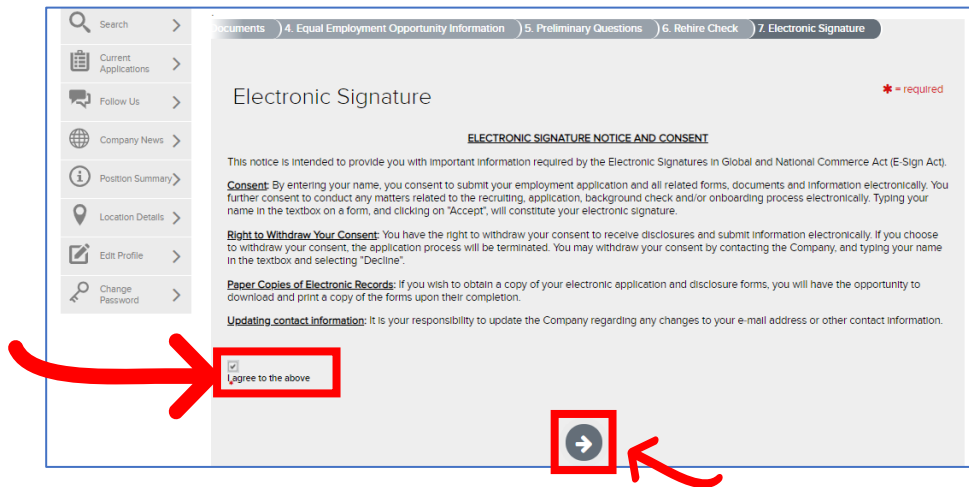 Search
Current
Applications
Follow Us
Company News
Position Summary
Location Details
Edit Profile
Change
Password
ocuments
4. Equal Employment Opportunity Information
5. Preliminary Questions
6. Rehire Check
7. Electronic Signature
Electronic Signature
* = required
ELECTRONIC SIGNATURE NOTICE AND CONSENT
This notice is intended to provide you with important information required by the Electronic Signatures in Global and National Commerce Act (E-Sign Act).
Consent: By entering your name, you consent to submit your employment application and all related forms, documents and information electronically. You
further consent to conduct any matters related to the recruiting, application, background check and/or onboarding process electronically. Typing your
name in the textbox on a form, and clicking on "Accept", will constitute your electronic signature.
Right to Withdraw Your Consent: You have the right to withdraw your consent to receive disclosures and submit information electronically. If you choose
to withdraw your consent, the application process will be terminated. You may withdraw your consent by contacting the Company, and typing your name
in the textbox and selecting "Decline".
Paper Copies of Electronic Records: If you wish to obtain a copy of your electronic application and disclosure forms, you will have the opportunity to
download and print a copy of the forms upon their completion.
Updating contact information: It is your responsibility to update the Company regarding any changes to your e-mail address or other contact information.
I agree to the above